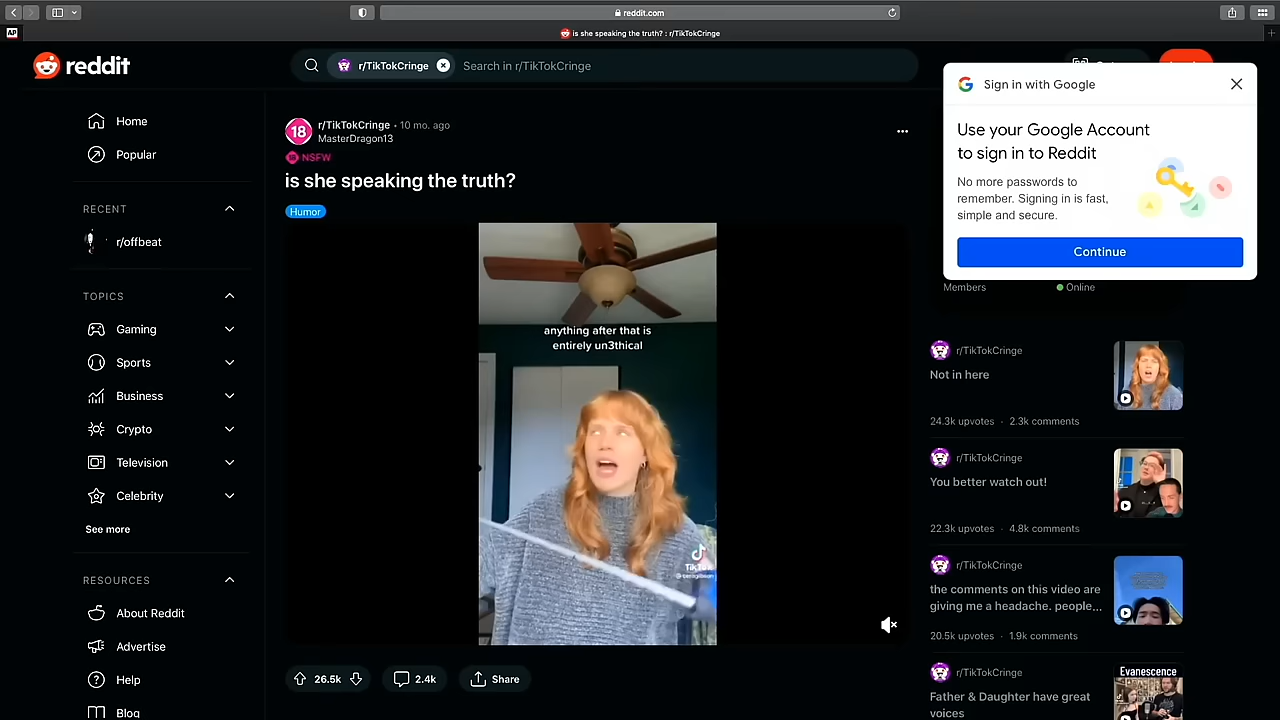 reddit.com
is she speaking the truth? : r/TikTokCringe
reddit
r/TikTokCringe
Search in r/TikTokCringe
Sign in with Google
Use your Google Account
to sign in to Reddit
No more passwords to
remember. Signing in is fast,
simple and secure.
Continue
Members
Online
Home
Popular
RECENT
r/offbeat
TOPICS
Gaming
Sports
Business
Crypto
Television
Celebrity
See more
RESOURCES
About Reddit
Advertise
Help
Blog
18
r/TikTokCringe • 10 mo. ago
MasterDragon13
18 NSFW
is she speaking the truth?
Humor
anything after that is
entirely un3thical
TikTok
26.5k
2.4k
Share
r/TikTokCringe
Not in here
24.3k upvotes · 2.3k comments
r/TikTokCringe
You better watch out!
22.3k upvotes · 4.8k comments
r/TikTokCringe
the comments on this video are
giving me a headache. people...
20.5k upvotes · 1.9k comments
r/TikTokCringe
Father & Daughter have great
voices
Evanescence